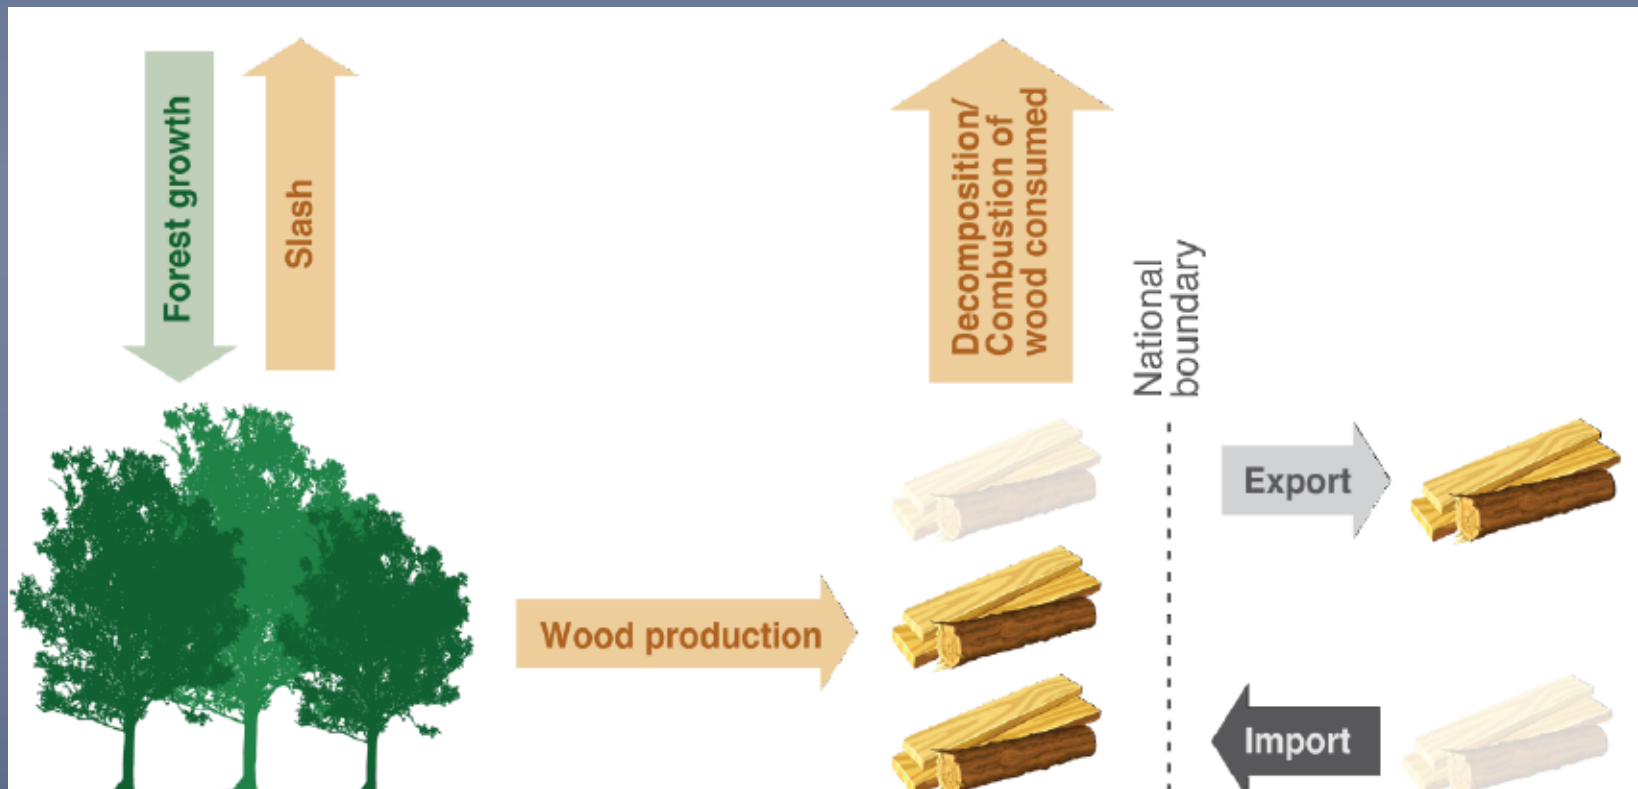 Forest growth
Slash
Decomposition/
Combustion of
wood consumed
National
boundary
Export
Wood production
Import